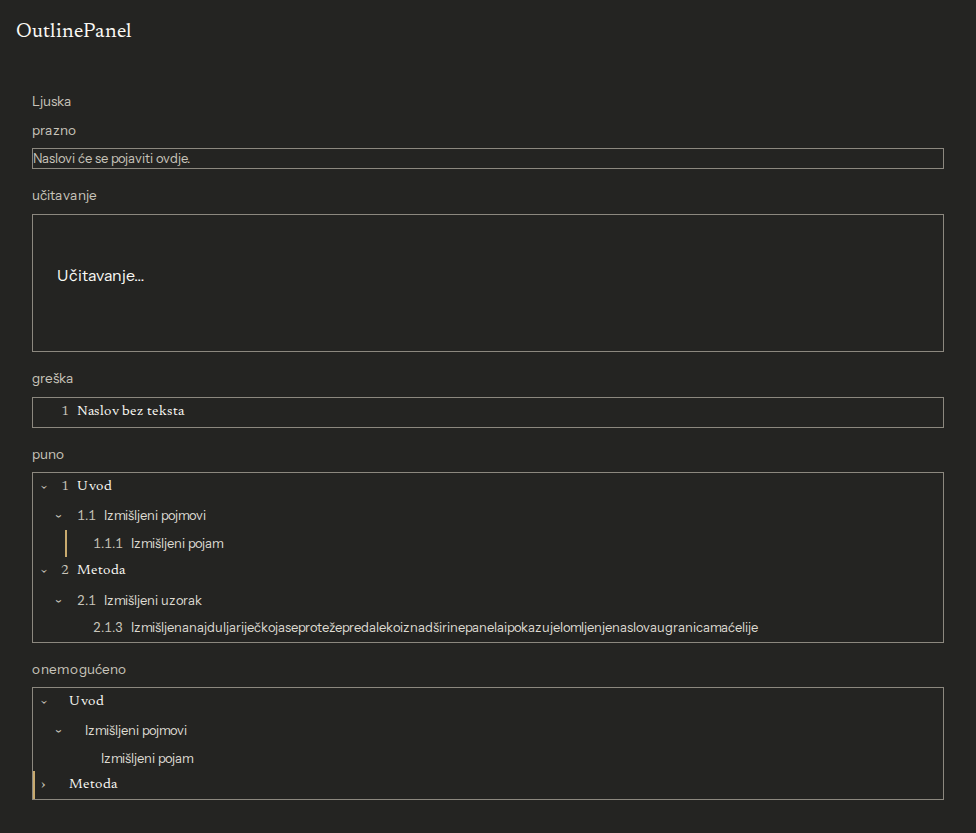 OutlinePanel
Ljuska
prazno
Naslovi će se pojaviti ovdje.
učitavanje
Učitavanje…
greška
1 Naslov bez teksta
puno
1 Uvod
1.1 Izmišljeni pojmovi
1.1.1 Izmišljeni pojam
2 Metoda
2.1 Izmišljeni uzorak
2.1.3 Izmišljenanajduljariječkojaseprotežepredalekoiznadširinepanelaipokazujelomljenjenaslovaugranicamaćelije
onemogućeno
Uvod
Izmišljeni pojmovi
Izmišljeni pojam
Metoda